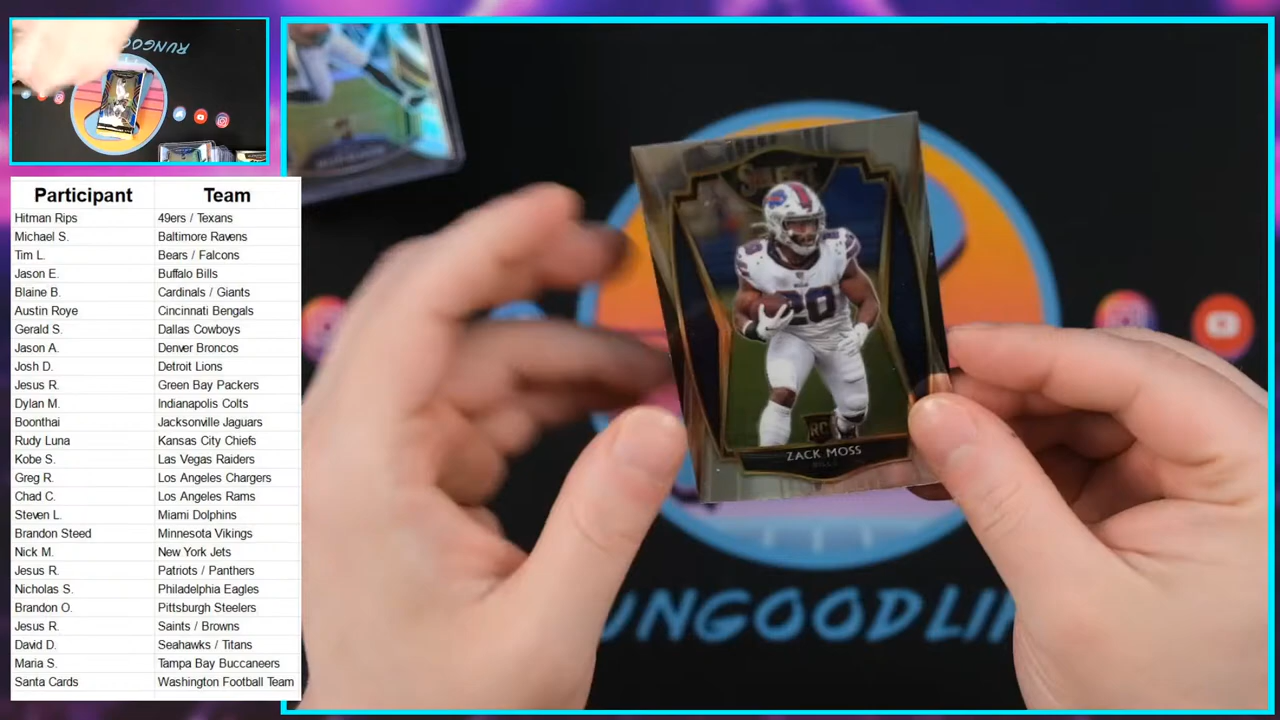 RUNGOODLIF
Participant Team
Hitman Rips 49ers / Texans
Michael S. Baltimore Ravens
Tim L. Bears / Falcons
Jason E. Buffalo Bills
Blaine B. Cardinals / Giants
Austin Roye Cincinnati Bengals
Gerald S. Dallas Cowboys
Jason A. Denver Broncos
Josh D. Detroit Lions
Jesus R. Green Bay Packers
Dylan M. Indianapolis Colts
Boonthai Jacksonville Jaguars
Rudy Luna Kansas City Chiefs
Kobe S. Las Vegas Raiders
Greg R. Los Angeles Chargers
Chad C. Los Angeles Rams
Steven L. Miami Dolphins
Brandon Steed Minnesota Vikings
Nick M. New York Jets
Jesus R. Patriots / Panthers
Nicholas S. Philadelphia Eagles
Brandon O. Pittsburgh Steelers
Jesus R. Saints / Browns
David D. Seahawks / Titans
Maria S. Tampa Bay Buccaneers
Santa Cards Washington Football Team
SELECT
20
RC
ZACK MOSS
BILLS
UNGOODLIF